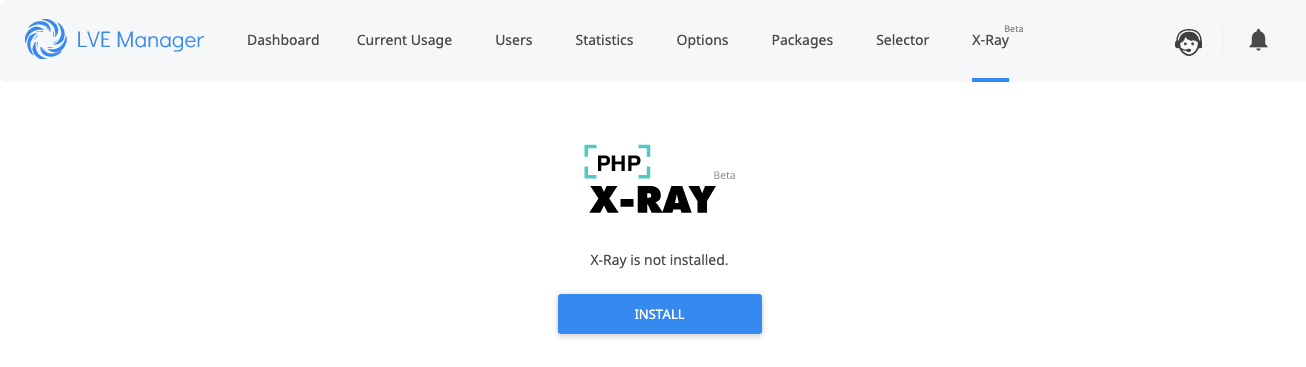 LVE Manager Dashboard Current Usage Users Statistics Options Packages Selector X-Ray Beta
PHP
X-RAY Beta
X-Ray is not installed.
INSTALL